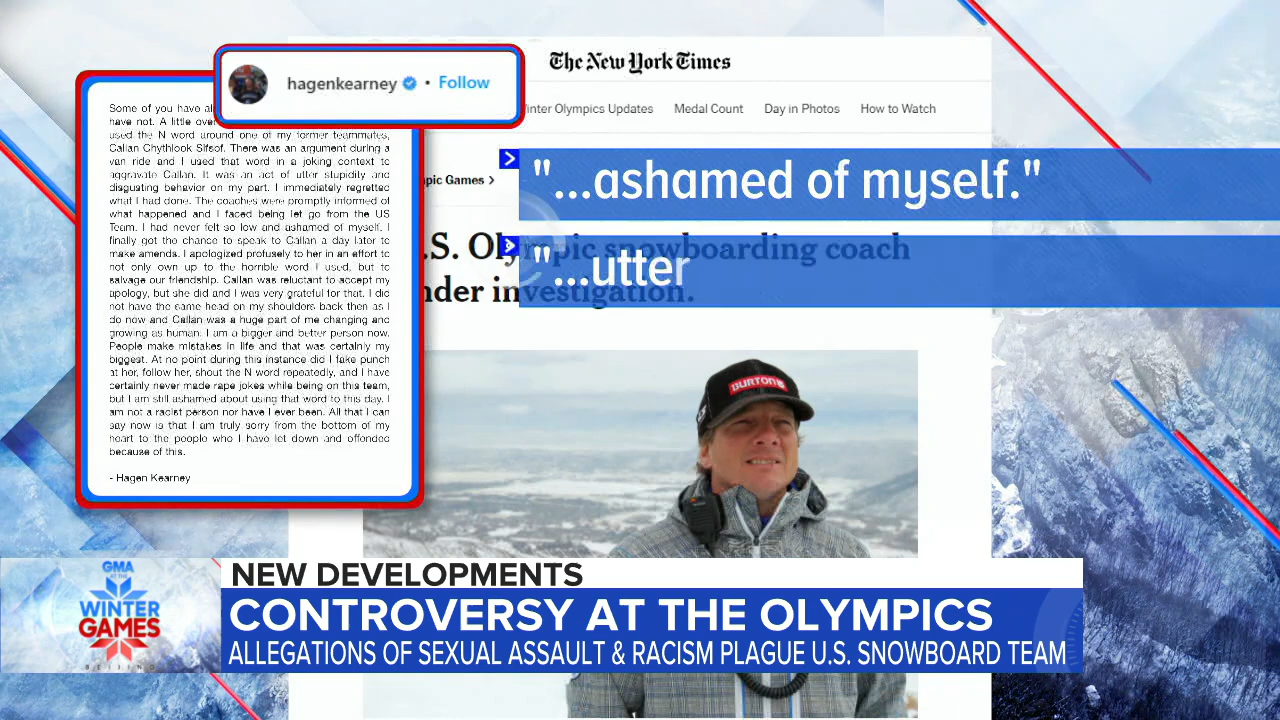 hagenkearney • Follow
Some of you have al
have not. A little over
used the N word around one of my former teammates,
Callan Chythlook Sifsof. There was an argument during a
van ride and I used that word in a joking context to
aggravate Callan. It was an act of utter stupidity and
disgusting behavior on my part. I immediately regretted
what I had done. The coaches were promptly informed of
what happened and I faced being let go from the US
Team. I had never felt so low and ashamed of myself. I
finally got the chance to speak to Callan a day later to
make amends. I apologized profusely to her in an effort to
not only own up to the horrible word I used, but to
salvage our friendship. Callan was reluctant to accept my
apology, but she did and I was very grateful for that. I did
not have the same head on my shoulders back then as I
do now and Callan was a huge part of me changing and
growing as human. I am a bigger and better person now.
People make mistakes in life and that was certainly my
biggest. At no point during this instance did I fake punch
at her, follow her, shout the N word repeatedly, and I have
certainly never made rape jokes while being on this team,
but I am still ashamed about using that word to this day. I
am not a racist person nor have I ever been. All that I can
say now is that I am truly sorry from the bottom of my
heart to the people who I have let down and offended
because of this.
- Hagen Kearney
The New York Times
inter Olympics Updates Medal Count Day in Photos How to Watch
pic Games >
"...ashamed of myself."
.S. Olympic snowboarding coach
nder investigation.
"...utter
BURTON
GMA
AT THE
WINTER
GAMES
BEIJING
NEW DEVELOPMENTS
CONTROVERSY AT THE OLYMPICS
ALLEGATIONS OF SEXUAL ASSAULT & RACISM PLAGUE U.S. SNOWBOARD TEAM